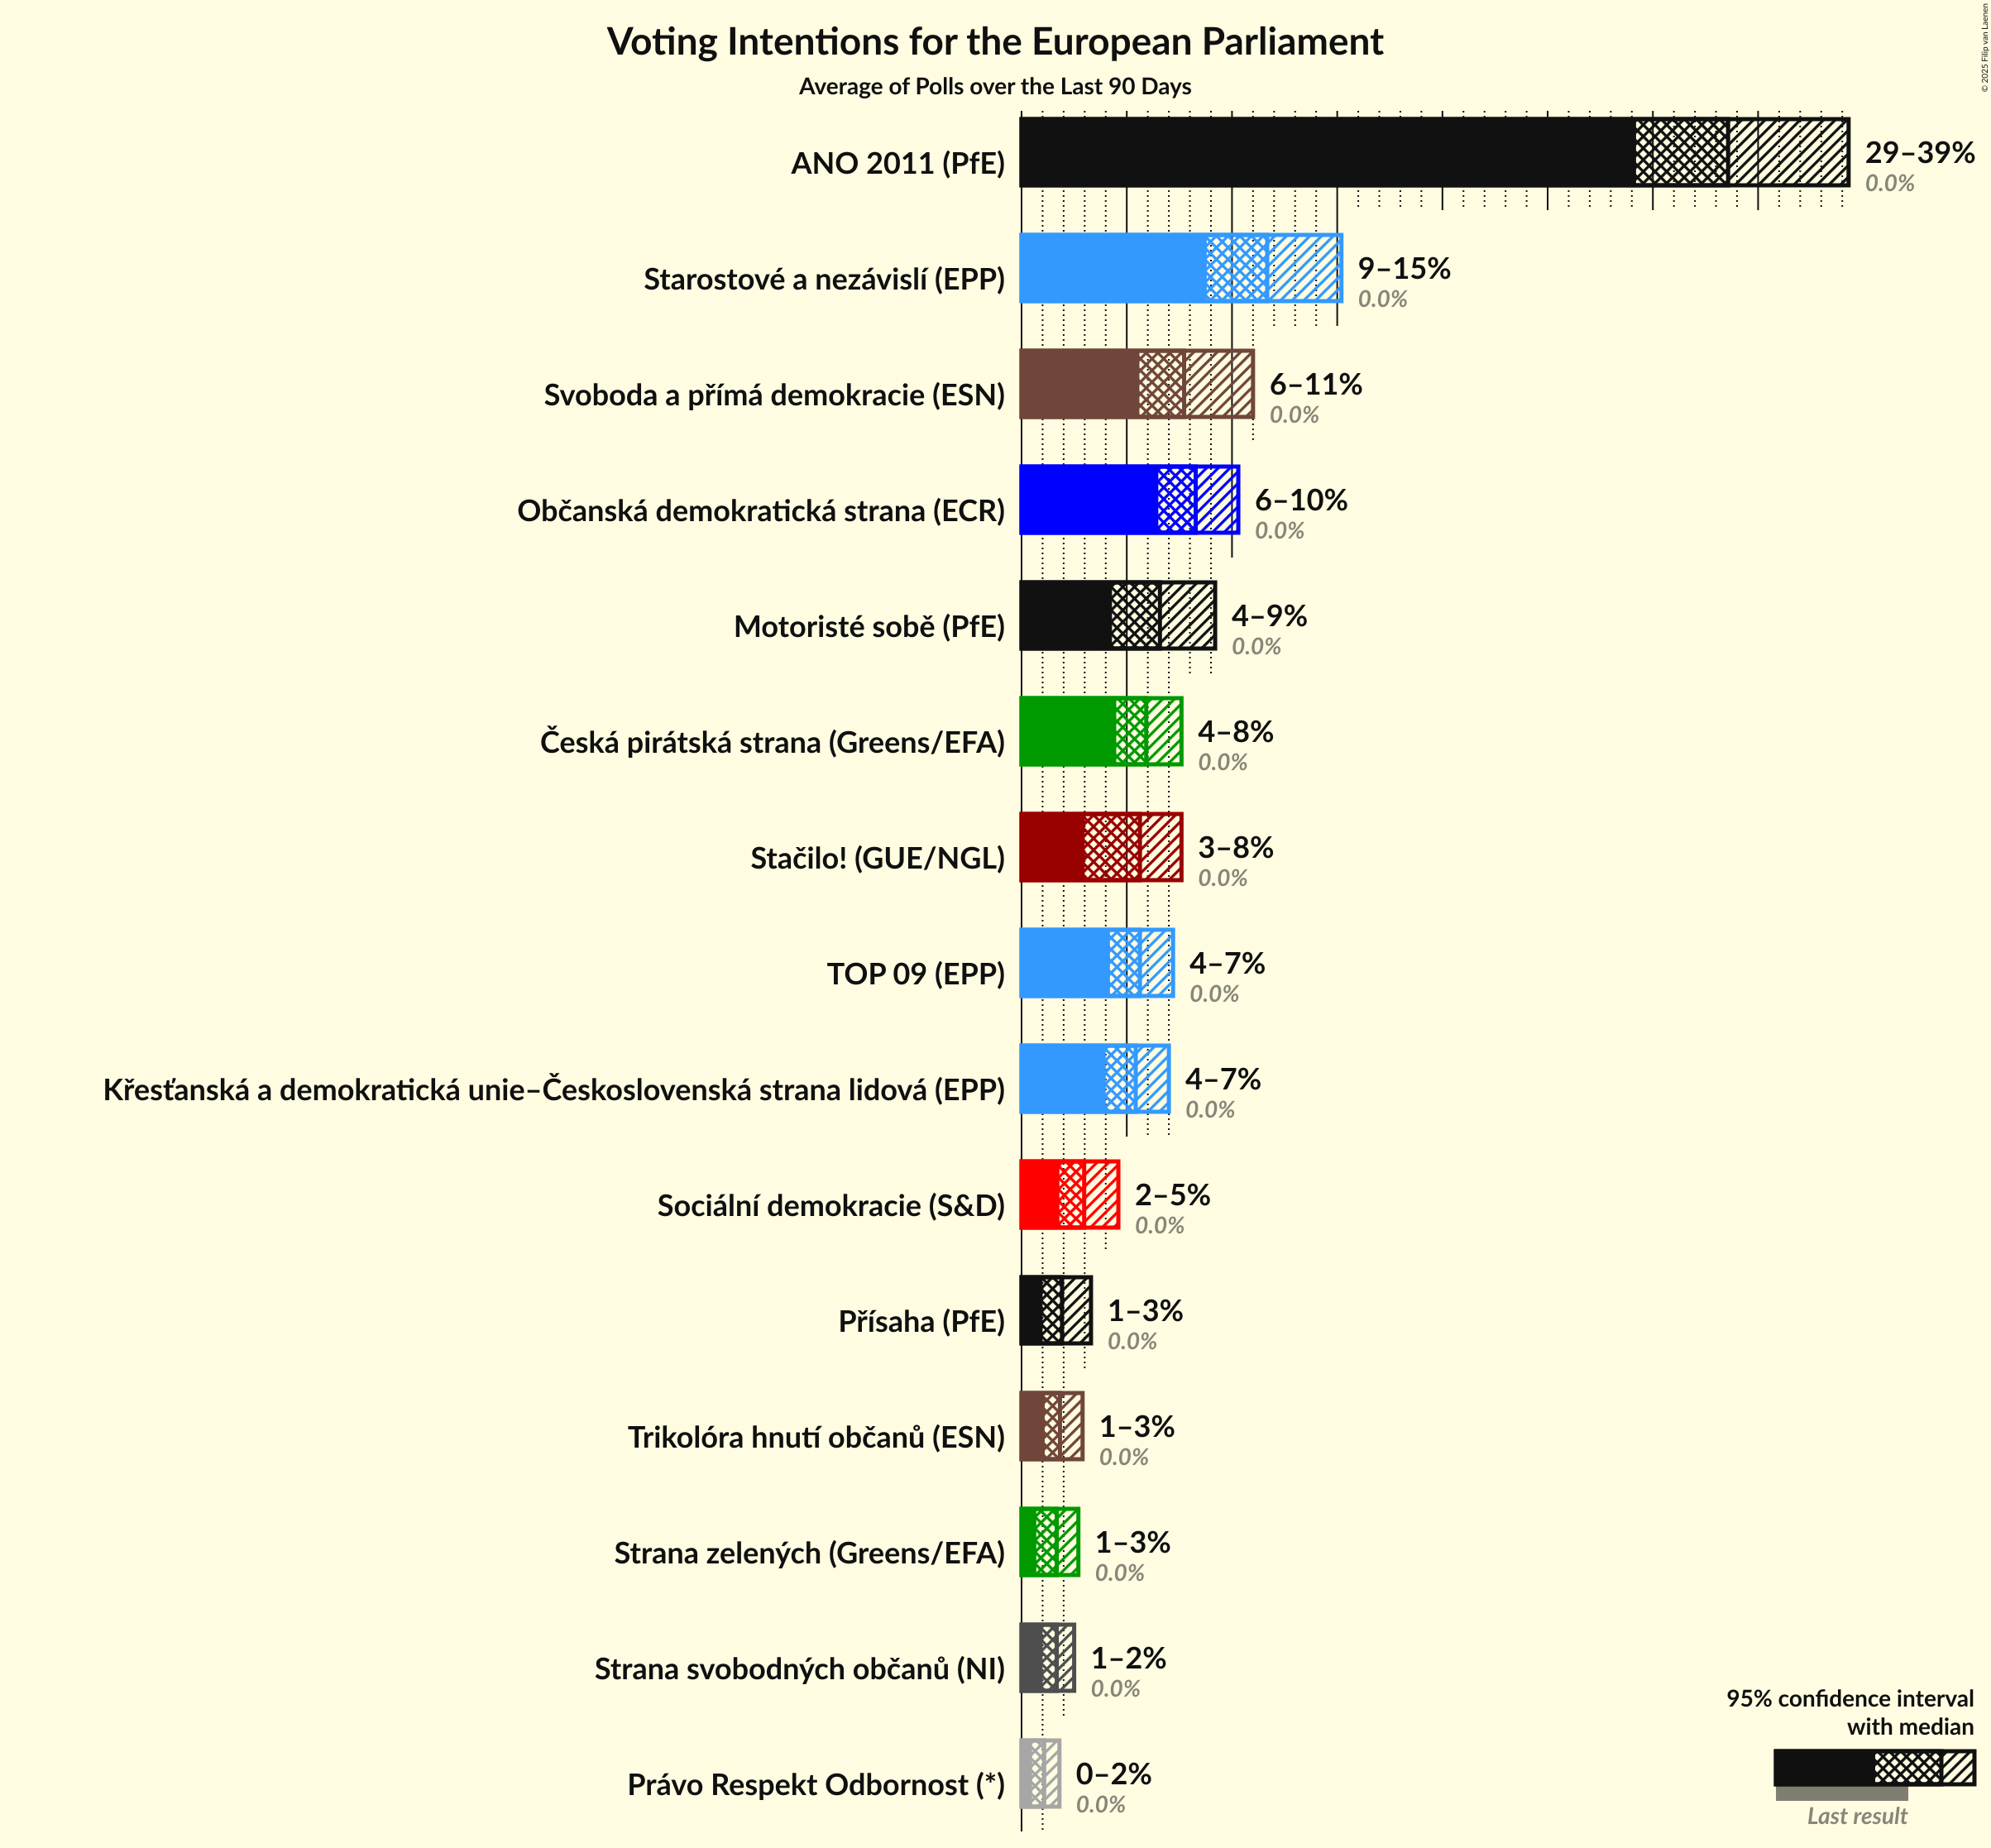 © 2025 Filip van Laenen
Voting Intentions for the European Parliament
Average of Polls over the Last 90 Days
ANO 2011 (PfE)
29–39%
0.0%
Starostové a nezávislí (EPP)
9–15%
0.0%
Svoboda a přímá demokracie (ESN)
6–11%
0.0%
Občanská demokratická strana (ECR)
6–10%
0.0%
Motoristé sobě (PfE)
4–9%
0.0%
Česká pirátská strana (Greens/EFA)
4–8%
0.0%
Stačilo! (GUE/NGL)
3–8%
0.0%
TOP 09 (EPP)
4–7%
0.0%
Křesťanská a demokratická unie–Československá strana lidová (EPP)
4–7%
0.0%
Sociální demokracie (S&D)
2–5%
0.0%
Přísaha (PfE)
1–3%
0.0%
Trikolóra hnutí občanů (ESN)
1–3%
0.0%
Strana zelených (Greens/EFA)
1–3%
0.0%
Strana svobodných občanů (NI)
1–2%
0.0%
Právo Respekt Odbornost (*)
0–2%
0.0%
95% confidence interval
with median
Last result